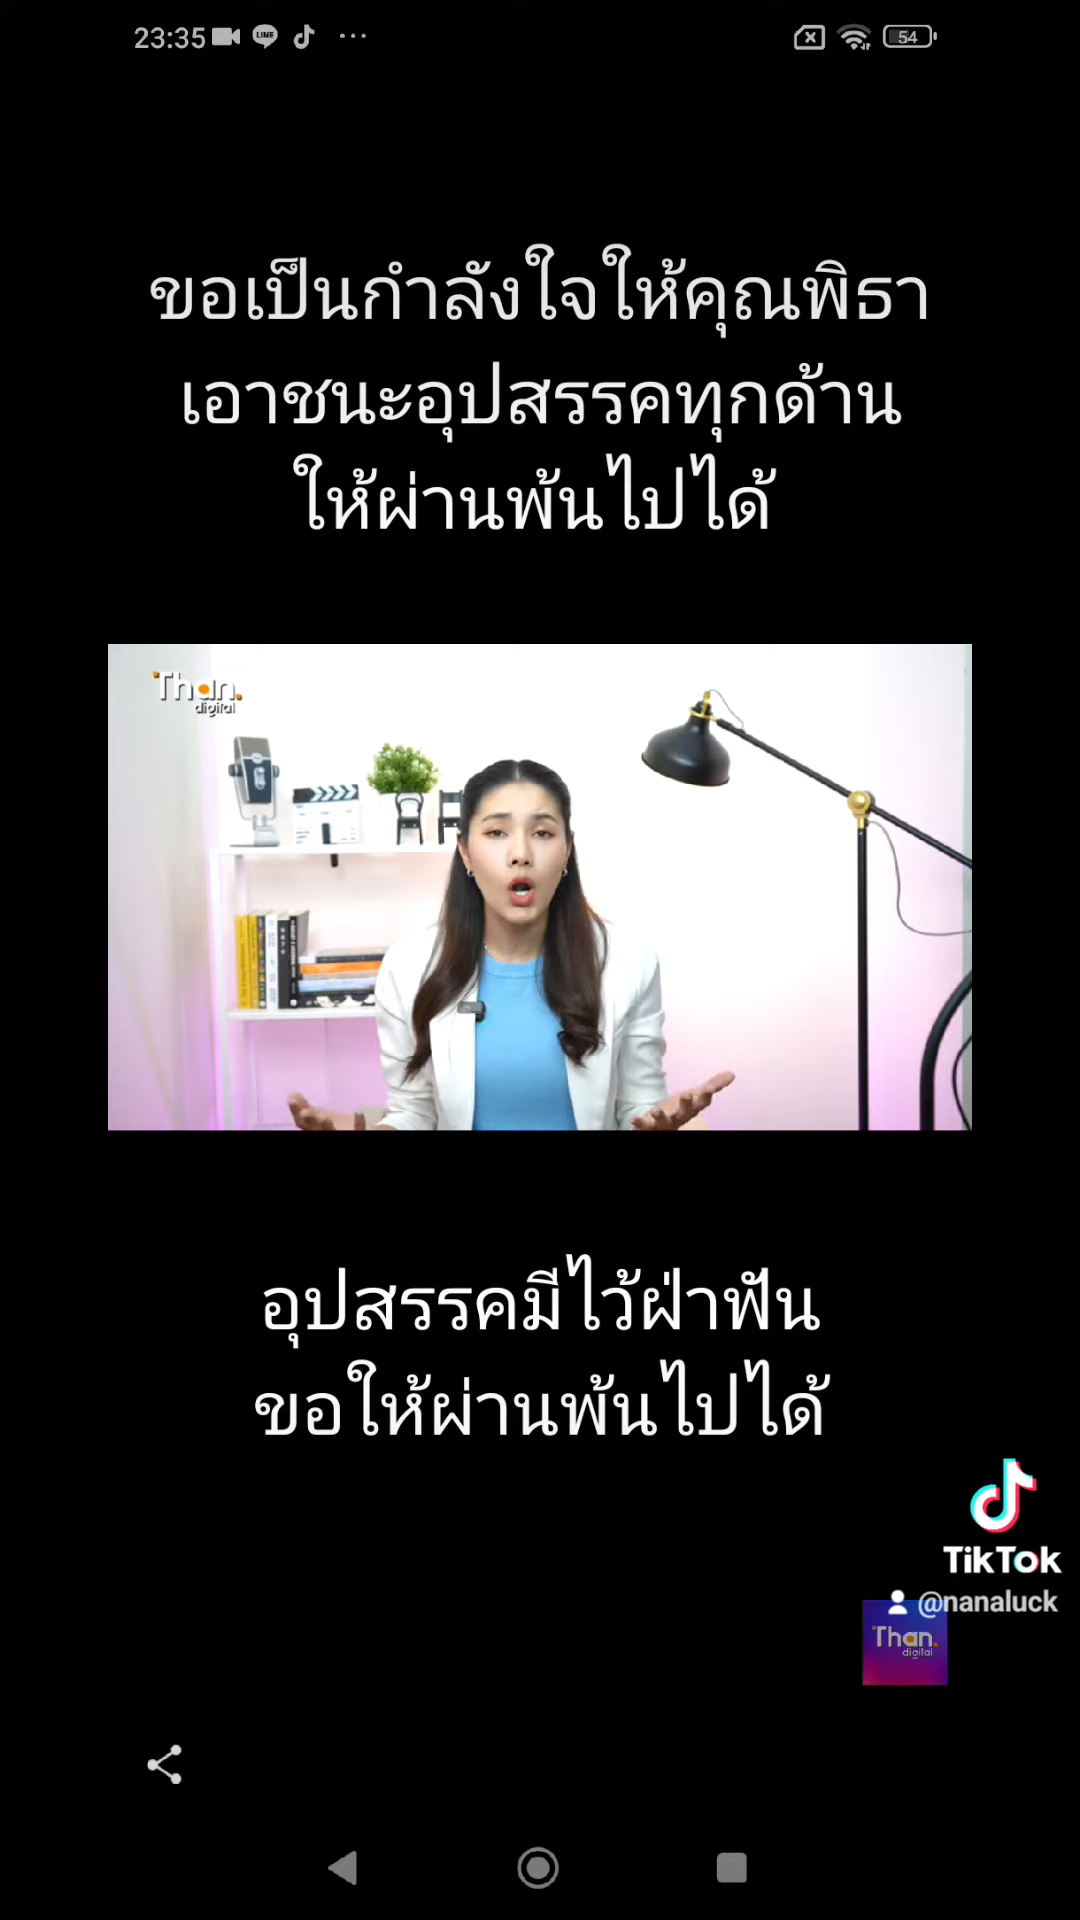 23:35
LINE
54
ขอเป็นกำลังใจให้คุณพิธา
เอาชนะอุปสรรคทุกด้าน
ให้ผ่านพ้นไปได้
Than.
digital
อุปสรรคมีไว้ฝ่าฟัน
ขอให้ผ่านพ้นไปได้
TikTok
@nanaluck
Than.
digital